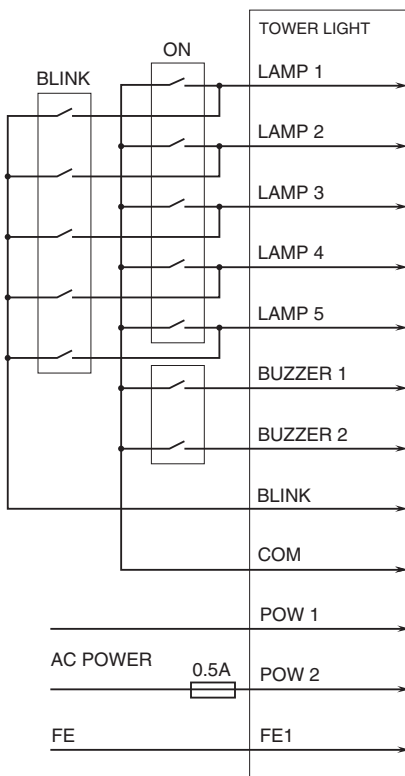 TOWER LIGHT
ON
BLINK
LAMP 1
LAMP 2
LAMP 3
LAMP 4
LAMP 5
BUZZER 1
BUZZER 2
BLINK
COM
POW 1
AC POWER
0.5A
POW 2
FE
FE1